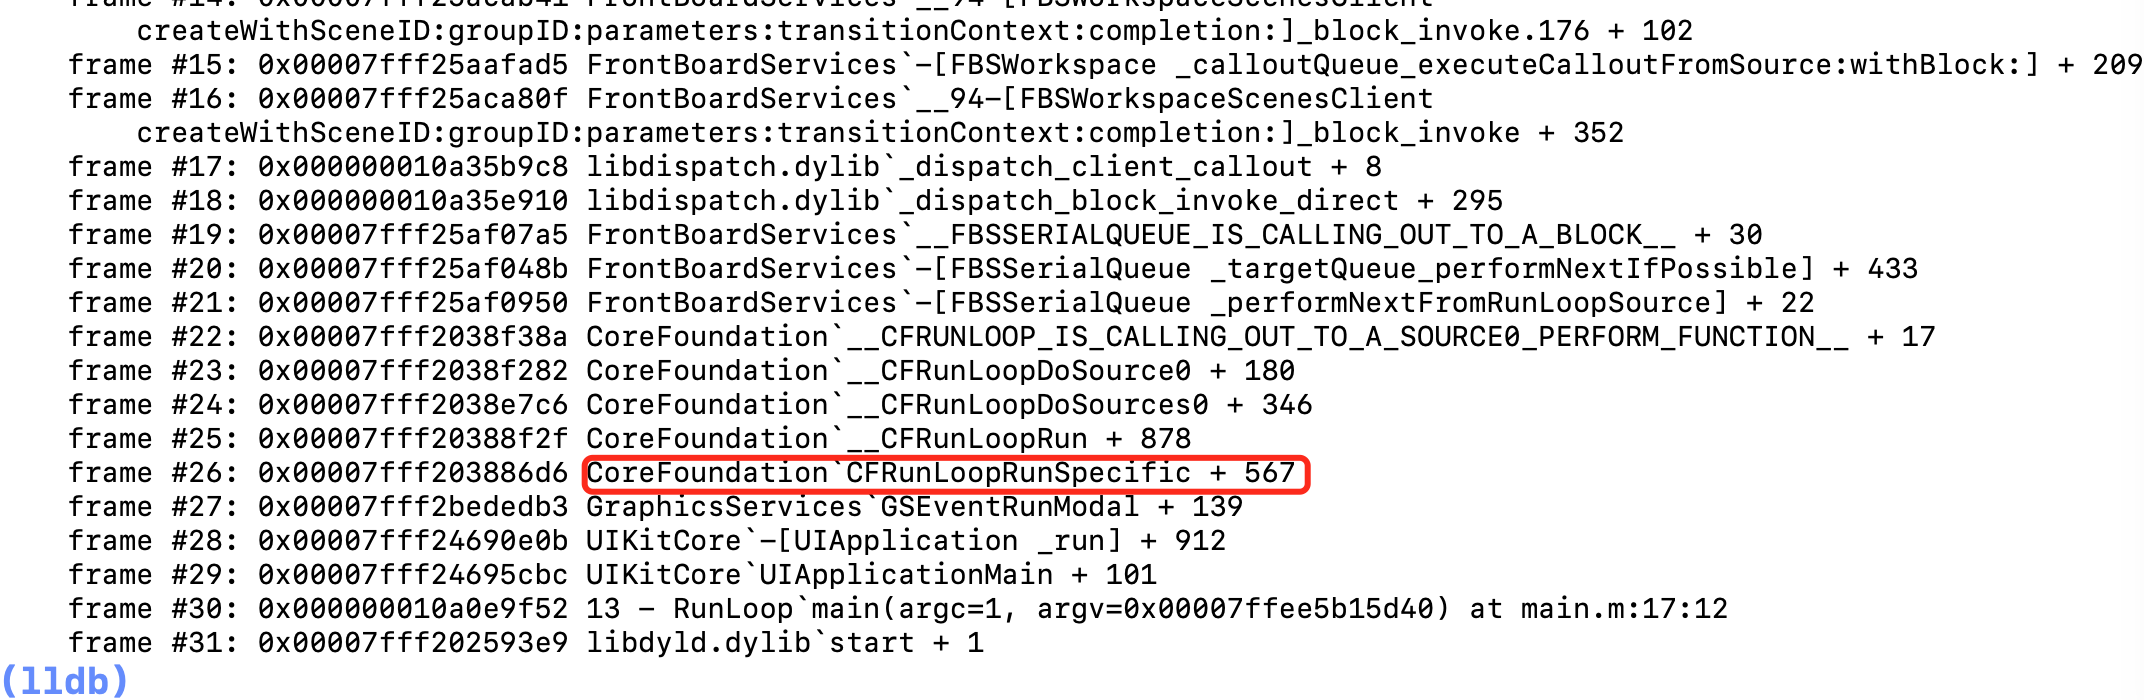 frame #14: 0x00007fff25acab41 FrontBoardServices`__94-[FBSWorkspaceScenesClient
createWithSceneID:groupID:parameters:transitionContext:completion:]_block_invoke.176 + 102
frame #15: 0x00007fff25aafad5 FrontBoardServices`-[FBSWorkspace _calloutQueue_executeCalloutFromSource:withBlock:] + 209
frame #16: 0x00007fff25aca80f FrontBoardServices`__94-[FBSWorkspaceScenesClient
createWithSceneID:groupID:parameters:transitionContext:completion:]_block_invoke + 352
frame #17: 0x000000010a35b9c8 libdispatch.dylib`_dispatch_client_callout + 8
frame #18: 0x000000010a35e910 libdispatch.dylib`_dispatch_block_invoke_direct + 295
frame #19: 0x00007fff25af07a5 FrontBoardServices`__FBSSERIALQUEUE_IS_CALLING_OUT_TO_A_BLOCK__ + 30
frame #20: 0x00007fff25af048b FrontBoardServices`-[FBSSerialQueue _targetQueue_performNextIfPossible] + 433
frame #21: 0x00007fff25af0950 FrontBoardServices`-[FBSSerialQueue _performNextFromRunLoopSource] + 22
frame #22: 0x00007fff2038f38a CoreFoundation`__CFRUNLOOP_IS_CALLING_OUT_TO_A_SOURCE0_PERFORM_FUNCTION__ + 17
frame #23: 0x00007fff2038f282 CoreFoundation`__CFRunLoopDoSource0 + 180
frame #24: 0x00007fff2038e7c6 CoreFoundation`__CFRunLoopDoSources0 + 346
frame #25: 0x00007fff20388f2f CoreFoundation`__CFRunLoopRun + 878
frame #26: 0x00007fff203886d6 CoreFoundation`CFRunLoopRunSpecific + 567
frame #27: 0x00007fff2bededb3 GraphicsServices`GSEventRunModal + 139
frame #28: 0x00007fff24690e0b UIKitCore`-[UIApplication _run] + 912
frame #29: 0x00007fff24695cbc UIKitCore`UIApplicationMain + 101
frame #30: 0x000000010a0e9f52 13 - RunLoop`main(argc=1, argv=0x00007ffee5b15d40) at main.m:17:12
frame #31: 0x00007fff202593e9 libdyld.dylib`start + 1
(lldb)